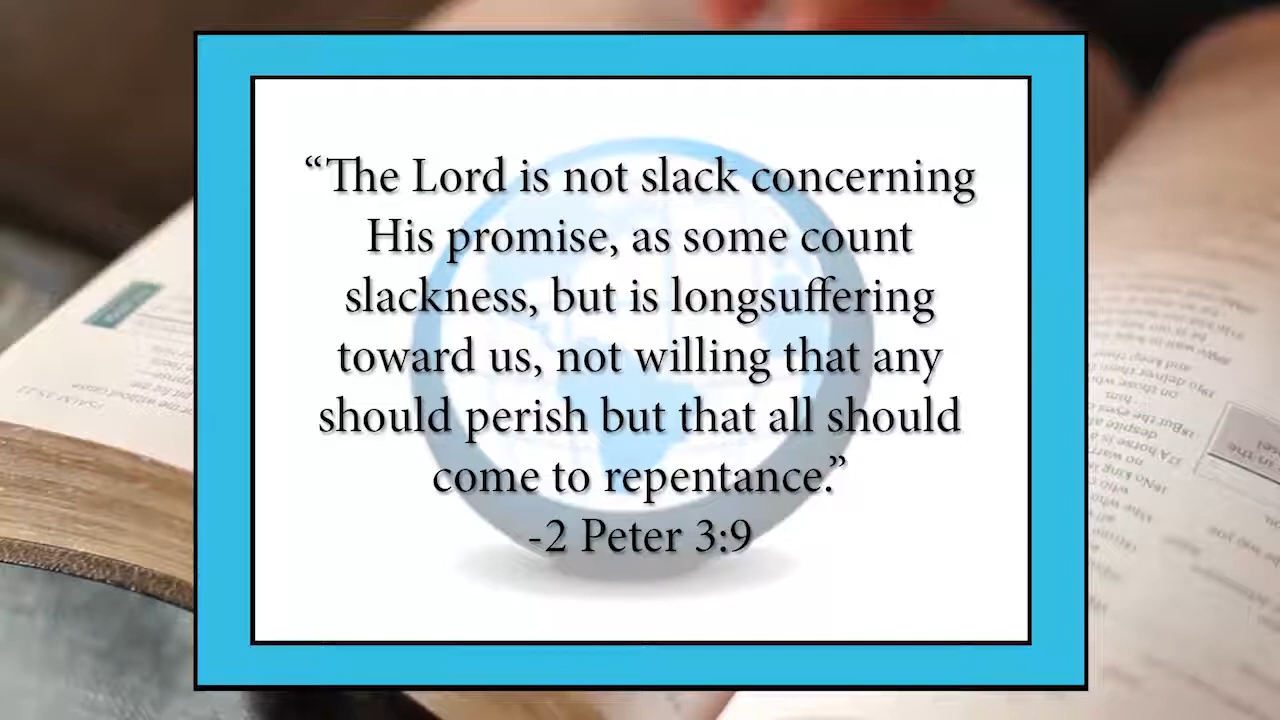 “The Lord is not slack concerning
His promise, as some count
slackness, but is longsuffering
toward us, not willing that any
should perish but that all should
come to repentance.”
-2 Peter 3:9